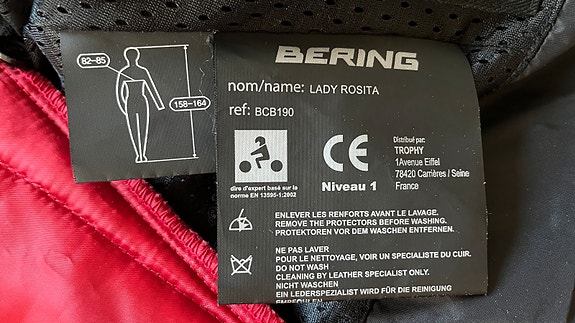 82-85
158-164
BERING
nom/name: LADY ROSITA
ref: BCB190
dire d'expert basé sur la
norme EN 13595-1:2002
CE
Niveau 1
Distribué par:
TROPHY
1Avenue Eiffel
78420 Carrières / Seine
France
ENLEVER LES RENFORTS AVANT LE LAVAGE.
REMOVE THE PROTECTORS BEFORE WASHING.
PROTEKTOREN VOR DEM WASCHEN ENTFERNEN.
NE PAS LAVER
POUR LE NETTOYAGE, VOIR UN SPECIALISTE DU CUIR.
DO NOT WASH
CLEANING BY LEATHER SPECIALIST ONLY.
NICHT WASCHEN
EIN LEDERSPEZIALIST WIRD FÜR DIE REINIGUNG
EMPFOHLEN